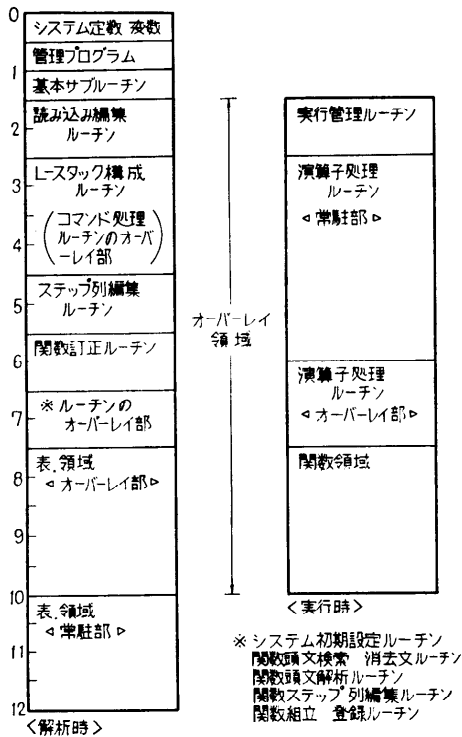 0
システム定数 変数
管理プログラム
1
基本サブルーチン
読み込み編集
ルーチン
2
L-スタック構成
ルーチン
3
コマンド処理
ルーチンのオーバ
ーレイ部
4
ステップ列編集
ルーチン
5
関数訂正ルーチン
6
※ルーチンの
オーバーレイ部
7
表.領域
◁オーバーレイ部▷
8
9
10
表.領域
◁常駐部▷
11
12
<解析時>
オーバーレイ
領域
実行管理ルーチン
演算子処理
ルーチン
◁常駐部▷
演算子処理
ルーチン
◁オーバーレイ部▷
関数領域
<実行時>
※システム初期設定ルーチン
関数頭文検索 消去文ルーチン
関数頭文解析ルーチン
関数ステップ列編集ルーチン
関数組立 登録ルーチン